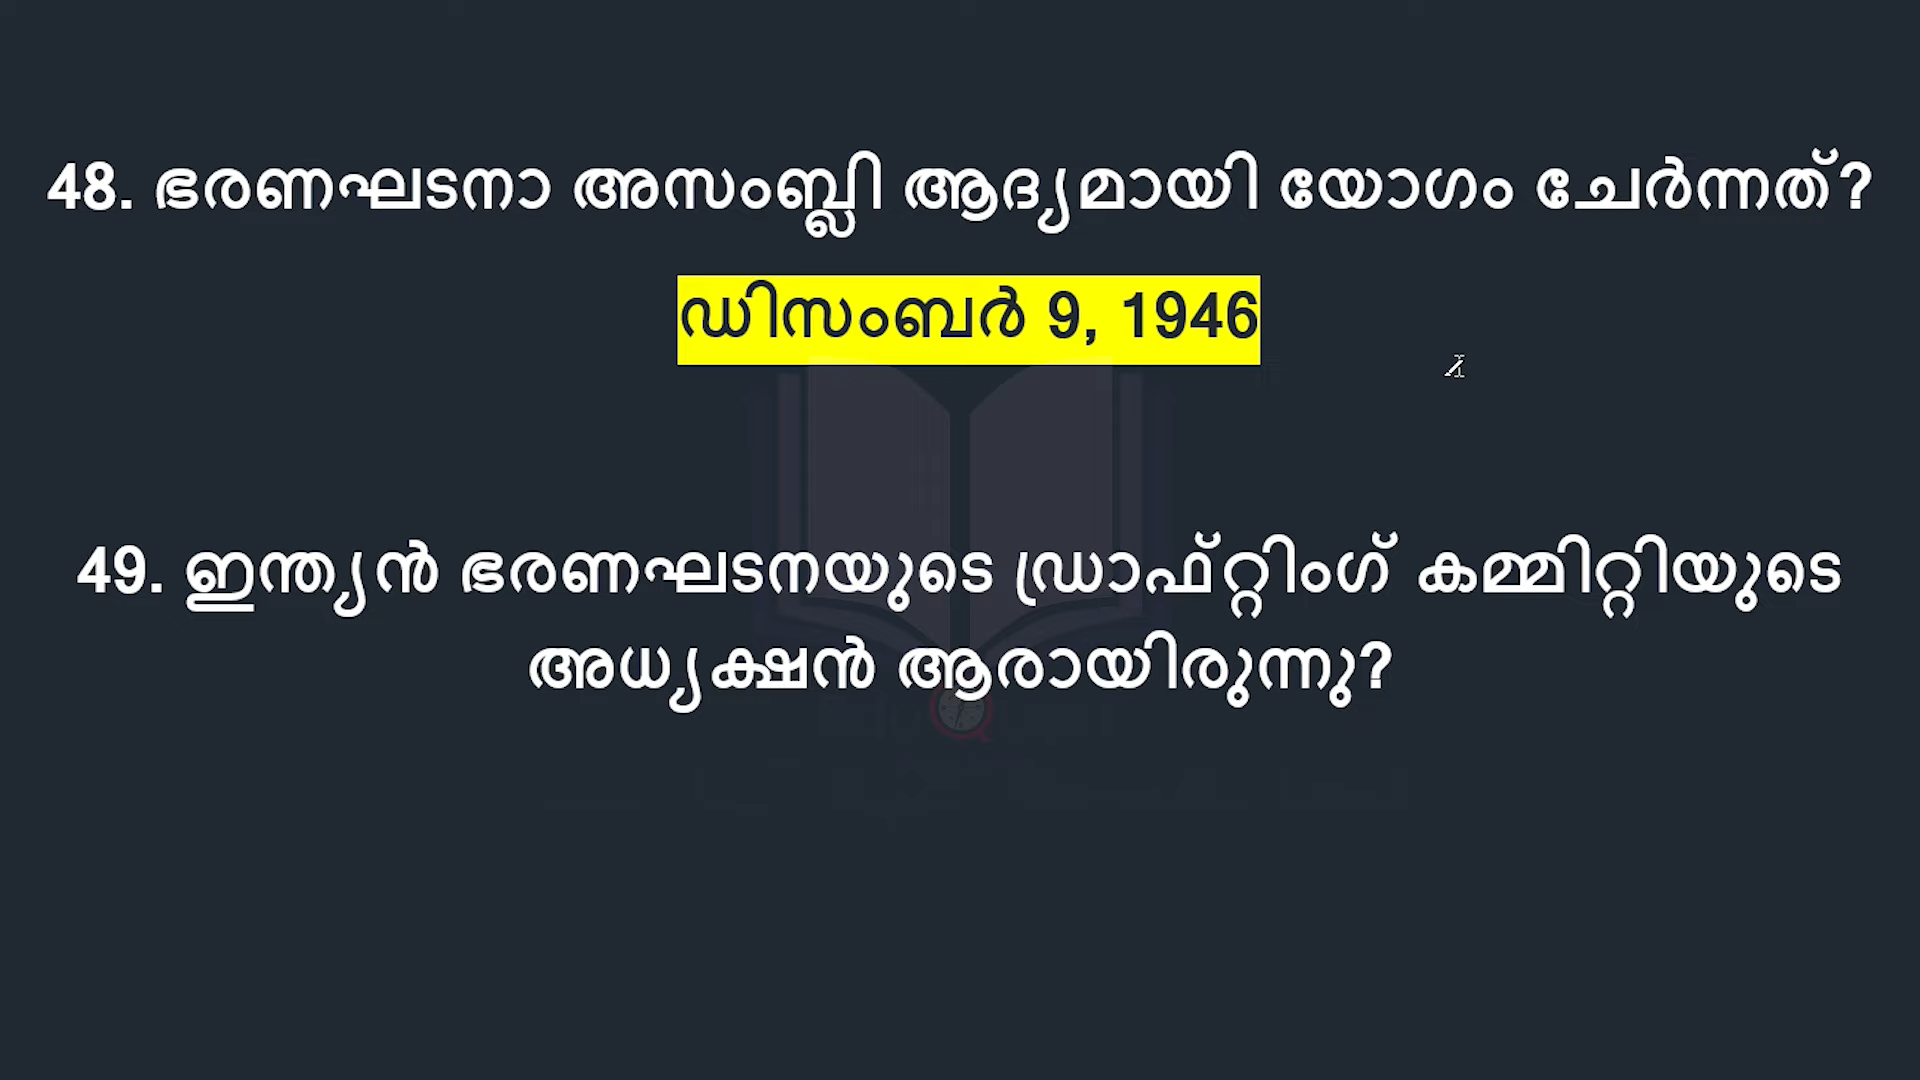 48. ഭരണഘടനാ അസംബ്ലി ആദ്യമായി യോഗം ചേർന്നത്?
ഡിസംബർ 9, 1946
49. ഇന്ത്യൻ ഭരണഘടനയുടെ ഡ്രാഫ്റ്റിംഗ് കമ്മിറ്റിയുടെ
അധ്യക്ഷൻ ആരായിരുന്നു?